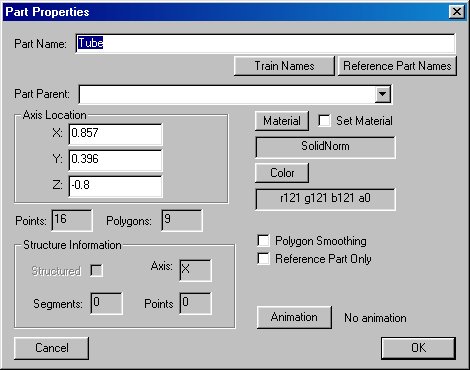 Part Properties
Part Name: Tube
Train Names Reference Part Names
Part Parent:
Axis Location
Material Set Material
X: 0.857
SolidNorm
Y: 0.396
Color
Z: -0.8
r121 g121 b121 a0
Points: 16 Polygons: 9
Structure Information
Polygon Smoothing
Structured Axis: X
Reference Part Only
Segments: 0 Points 0
Animation No animation
Cancel OK